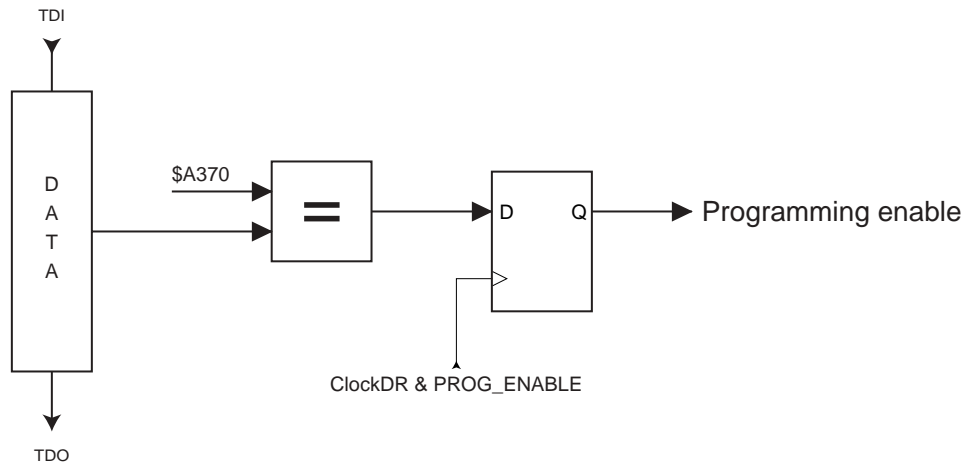 TDI
D
A
T
A
$A370
=
D Q
Programming enable
ClockDR & PROG_ENABLE
TDO